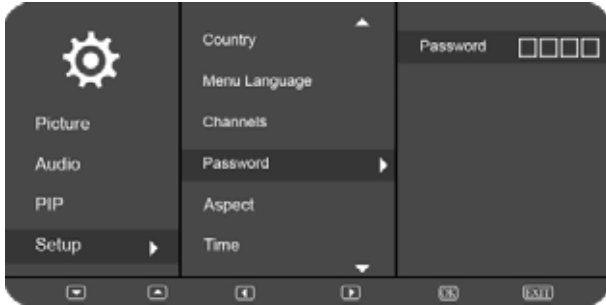 Picture
Audio
PIP
Setup
Country
Menu Language
Channels
Password
Aspect
Time
Password
OK
EXIT